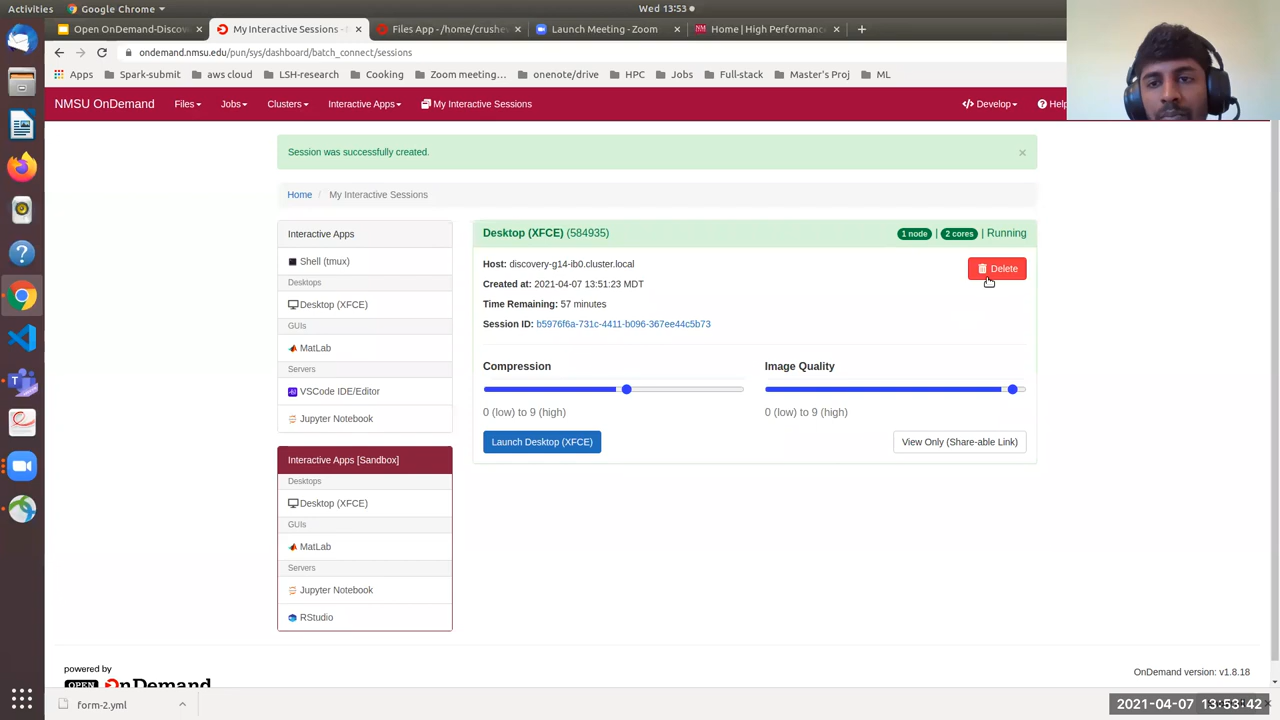 Activities
Google Chrome
Wed 13:53
Open OnDemand-Discov
My Interactive Sessions -
Files App - /home/crushe
Launch Meeting - Zoom
Home | High Performanc
ondemand.nmsu.edu/pun/sys/dashboard/batch_connect/sessions
Apps
Spark-submit
aws cloud
LSH-research
Cooking
Zoom meeting…
onenote/drive
HPC
Jobs
Full-stack
Master's Proj
ML
NMSU OnDemand
Files
Jobs
Clusters
Interactive Apps
My Interactive Sessions
Develop
Help
Session was successfully created.
×
Home / My Interactive Sessions
Interactive Apps
Shell (tmux)
Desktops
Desktop (XFCE)
GUIs
MatLab
Servers
VSCode IDE/Editor
Jupyter Notebook
Interactive Apps [Sandbox]
Desktops
Desktop (XFCE)
GUIs
MatLab
Servers
Jupyter Notebook
RStudio
Desktop (XFCE) (584935)
1 node | 2 cores | Running
Host: discovery-g14-ib0.cluster.local
Delete
Created at: 2021-04-07 13:51:23 MDT
Time Remaining: 57 minutes
Session ID: b5976f6a-731c-4411-b096-367ee44c5b73
Compression
Image Quality
0 (low) to 9 (high)
0 (low) to 9 (high)
Launch Desktop (XFCE)
View Only (Share-able Link)
powered by
OPEN OnDemand
OnDemand version: v1.8.18
form-2.yml
2021-04-07 13:53:42